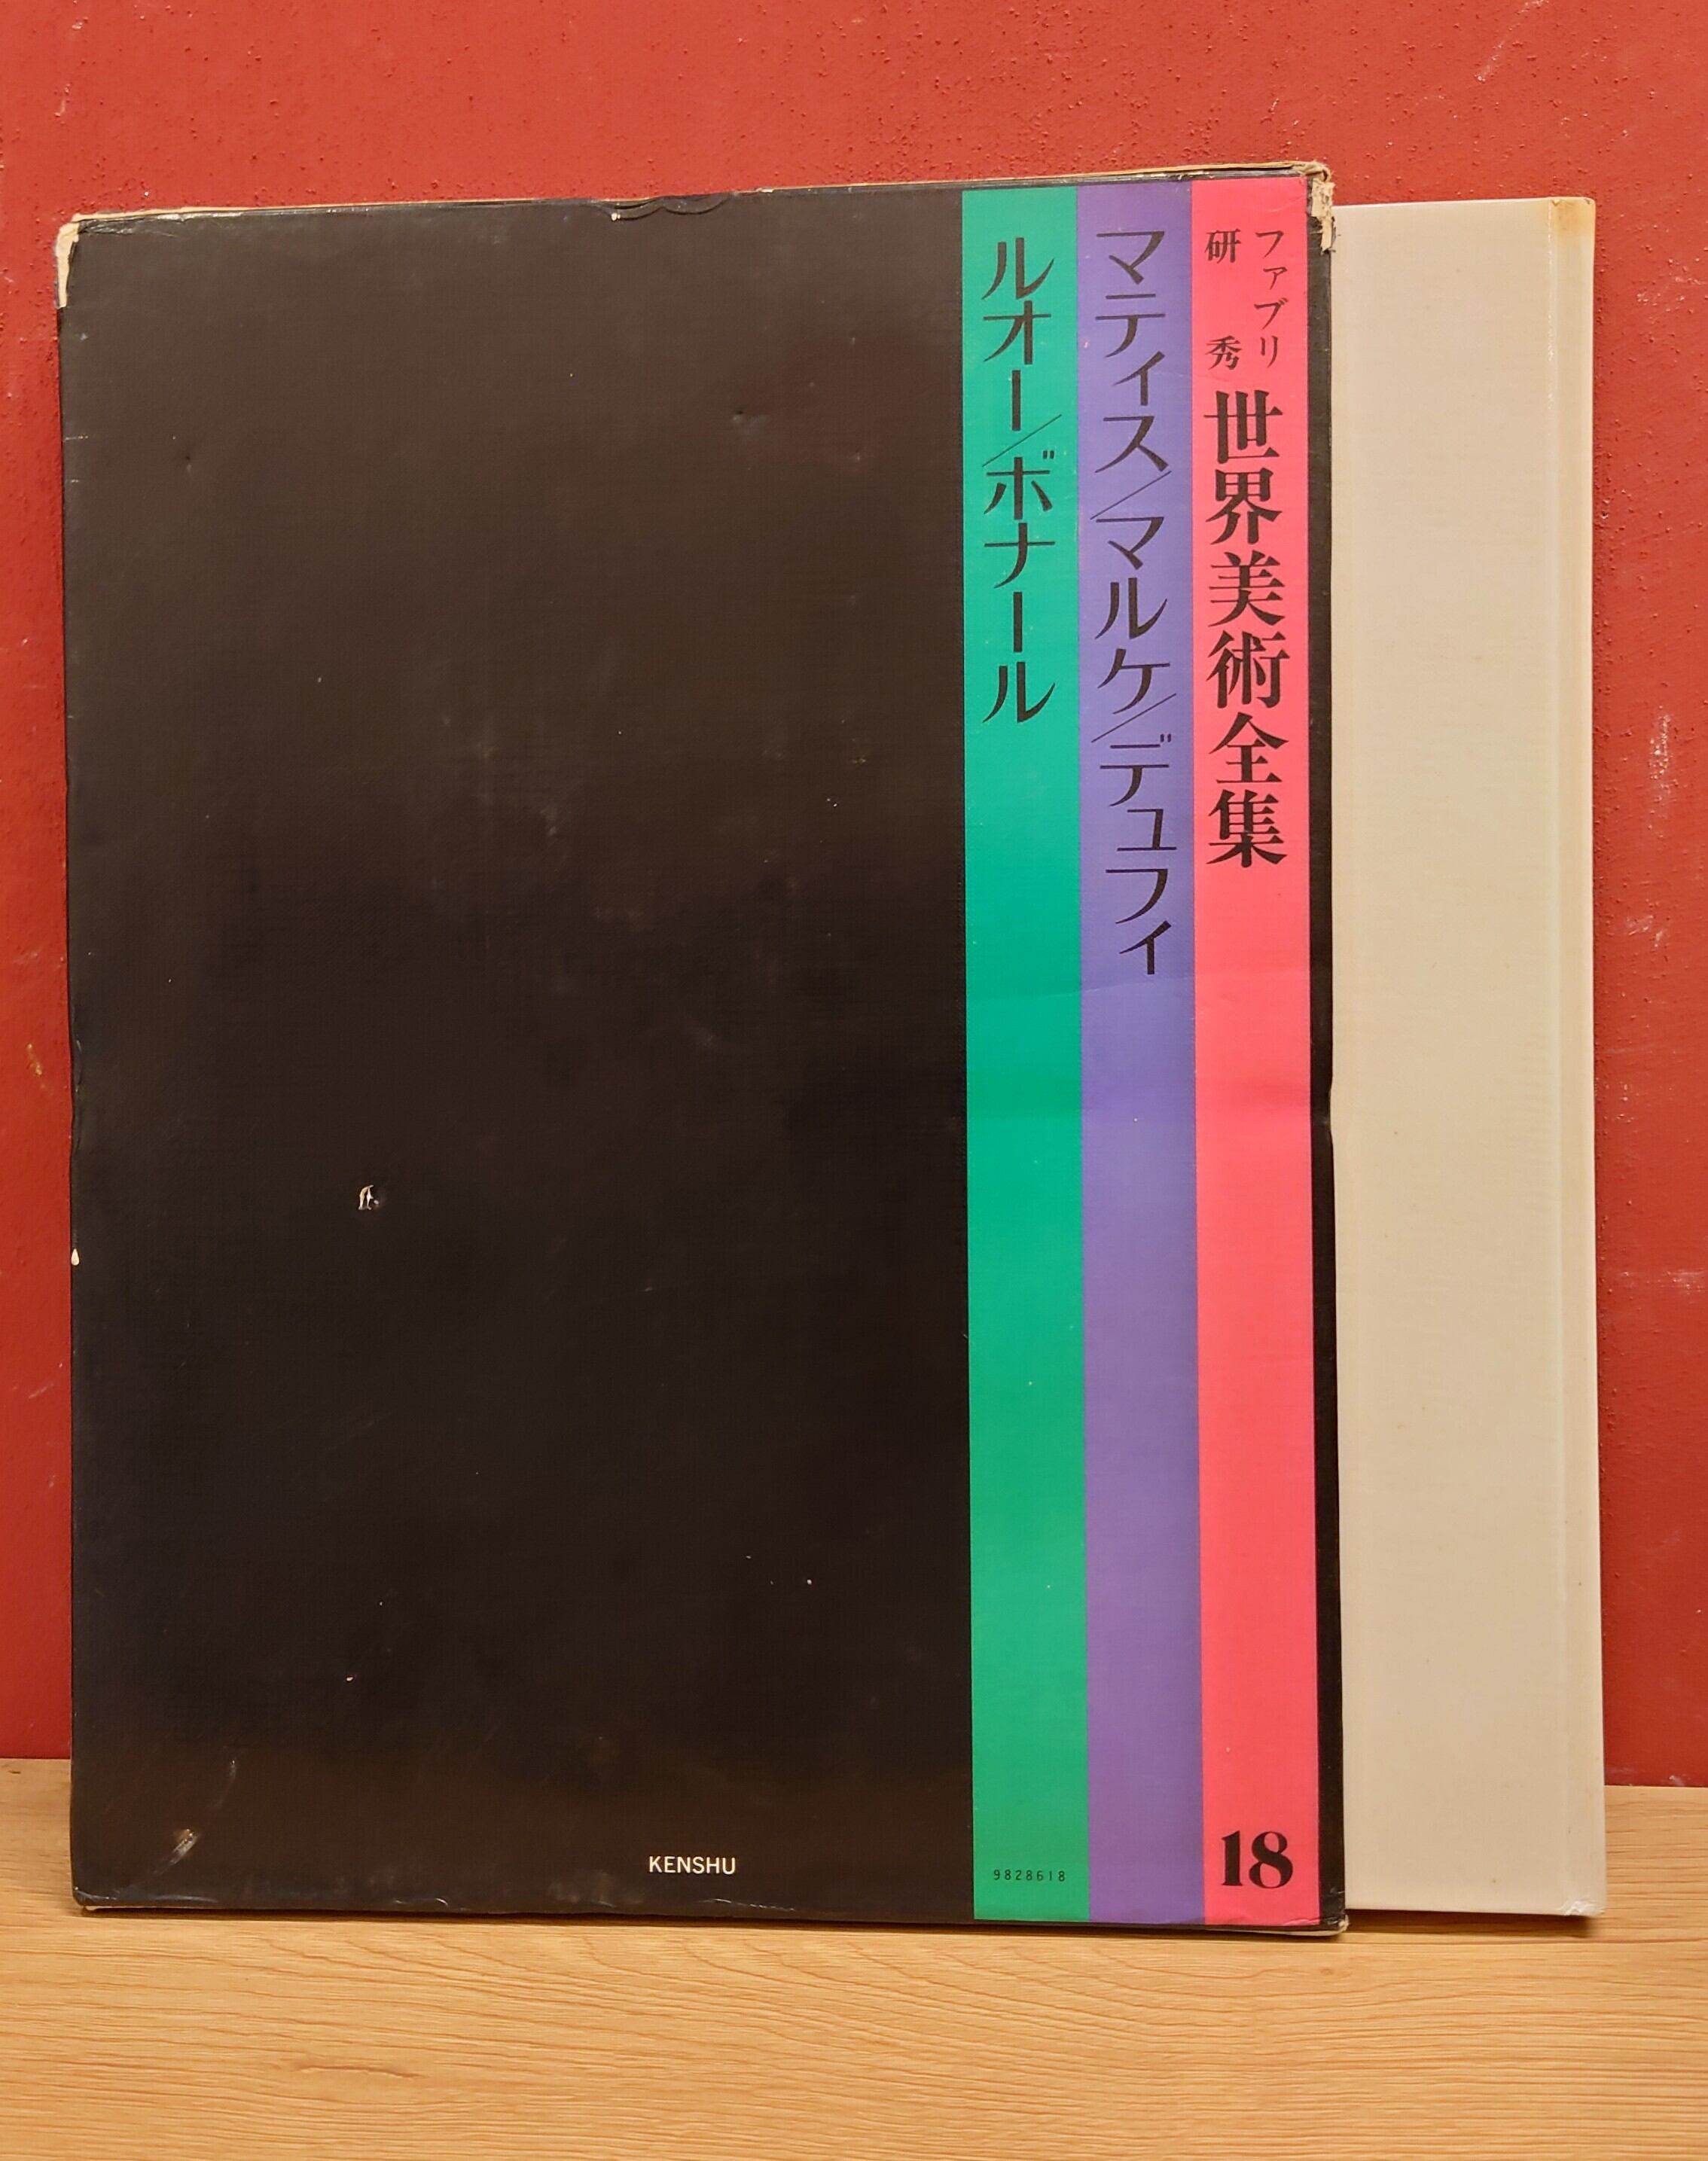 ファブリ
研秀
世界美術全集
18
マティス/マルケ/デュフィ
ルオー/ボナール
9828618
KENSHU